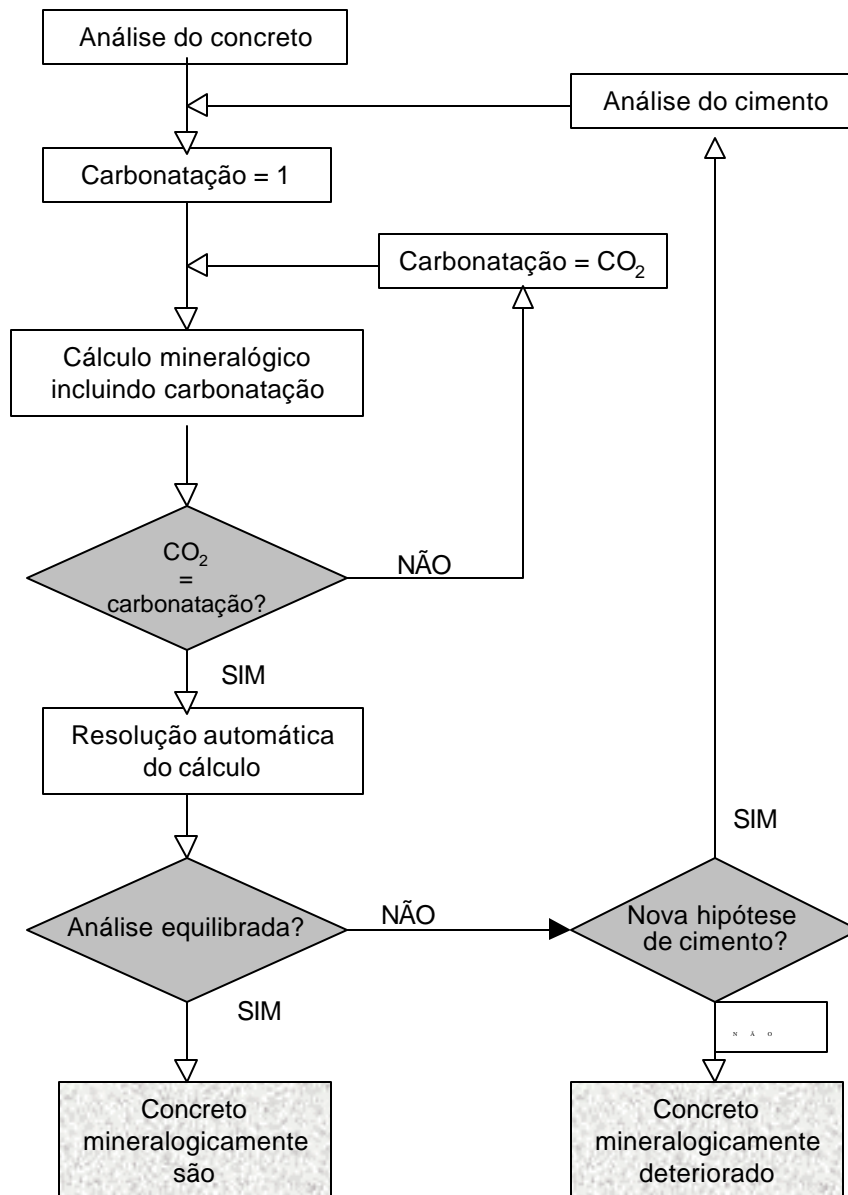 Análise do concreto
Análise do cimento
Carbonatação = 1
Carbonatação = CO₂
Cálculo mineralógico
incluindo carbonatação
CO₂
=
carbonatação?
NÃO
SIM
Resolução automática
do cálculo
SIM
Análise equilibrada?
NÃO
Nova hipótese
de cimento?
SIM
N Ã O
Concreto
mineralogicamente
são
Concreto
mineralogicamente
deteriorado